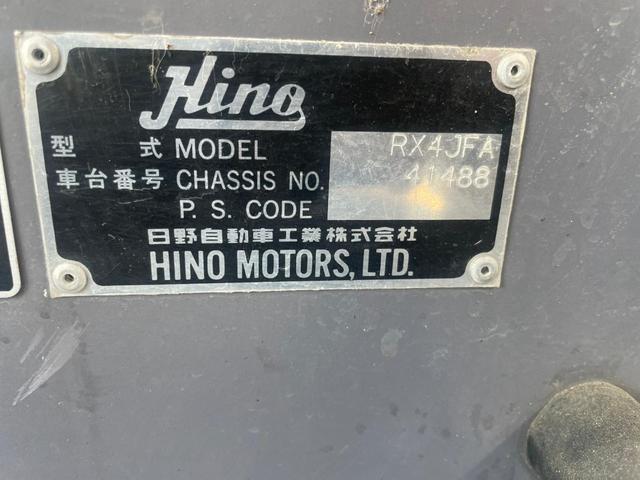 Hino
型 式 MODEL RX4JFA
車台番号 CHASSIS NO. 41488
P. S. CODE
日野自動車工業株式会社
HINO MOTORS, LTD.